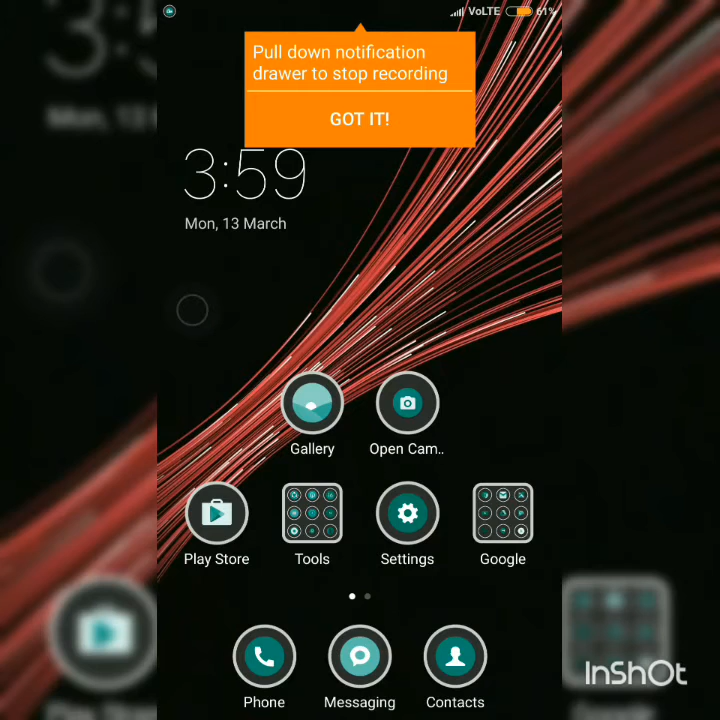 VoLTE 61%
Pull down notification
drawer to stop recording
GOT IT!
3:59
Mon, 13 March
Gallery
Open Cam..
Play Store
Tools
Settings
Google
Phone
Messaging
Contacts
InShOt